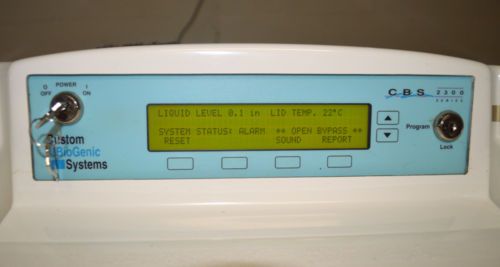 POWER
O I
OFF ON
CBS 2300
SERIES
LIQUID LEVEL 0.1 in LID TEMP. 22°C
SYSTEM STATUS: ALARM ** OPEN BYPASS **
RESET SOUND REPORT
Program
Lock
Custom
BioGenic
Systems